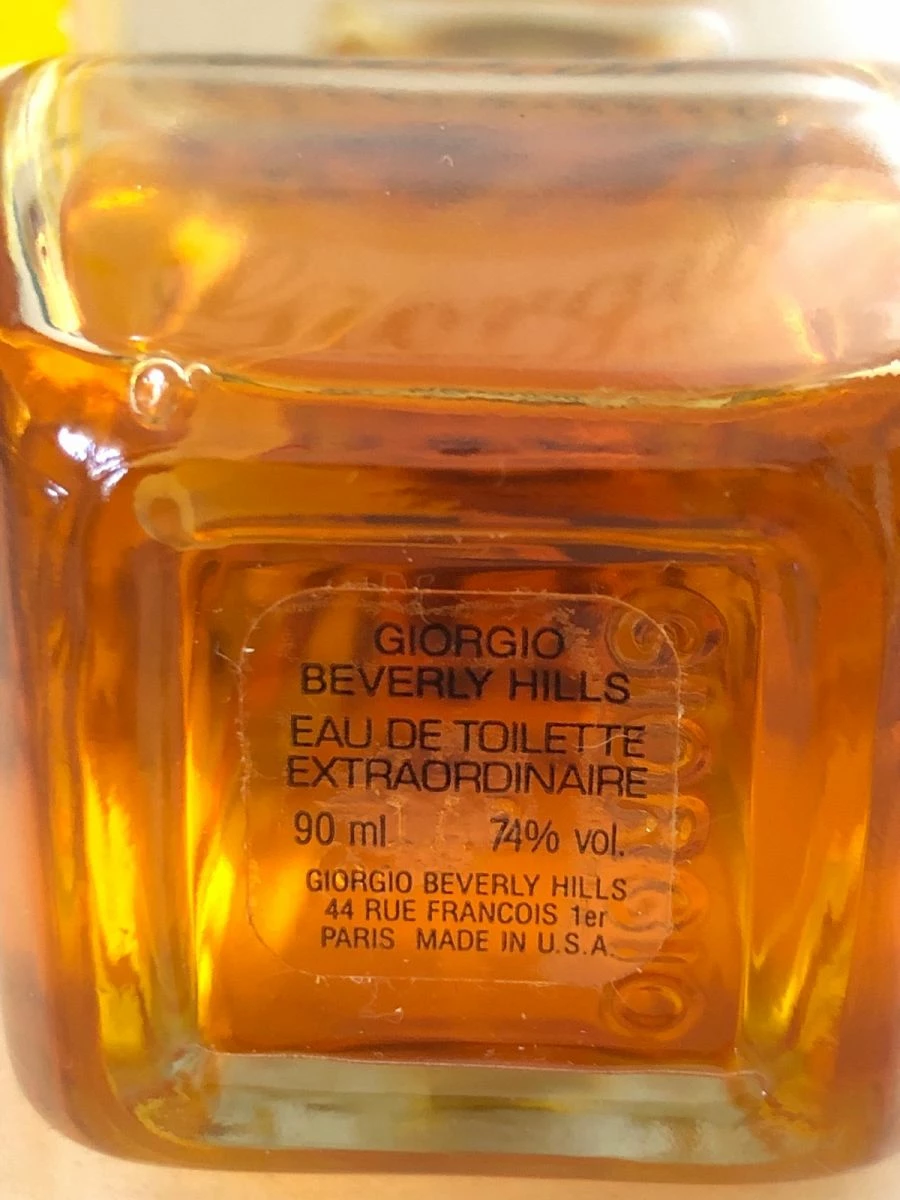 GIORGIO
BEVERLY HILLS
EAU DE TOILETTE
EXTRAORDINAIRE
90 ml 74% vol.
GIORGIO BEVERLY HILLS
44 RUE FRANCOIS 1er
PARIS MADE IN U.S.A.
GIORGIO